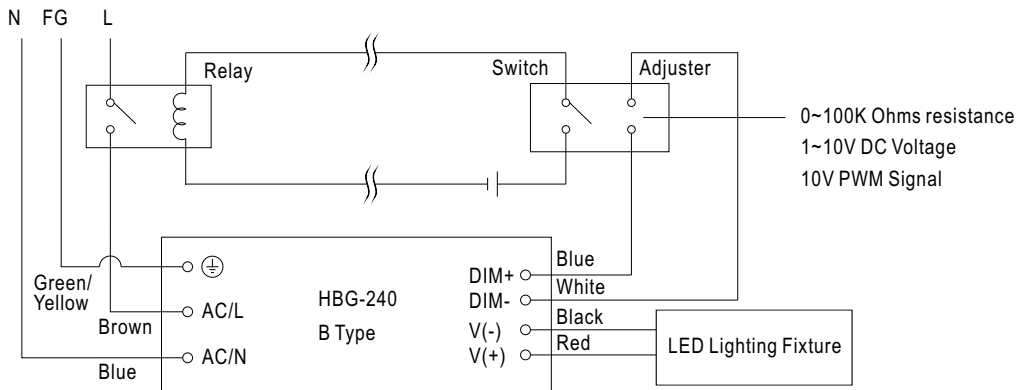 N FG L
Relay
Switch
Adjuster
0~100K Ohms resistance
1~10V DC Voltage
10V PWM Signal
Green/
Yellow
Brown
Blue
AC/L
AC/N
HBG-240
B Type
DIM+
DIM-
V(-)
V(+)
Blue
White
Black
Red
LED Lighting Fixture